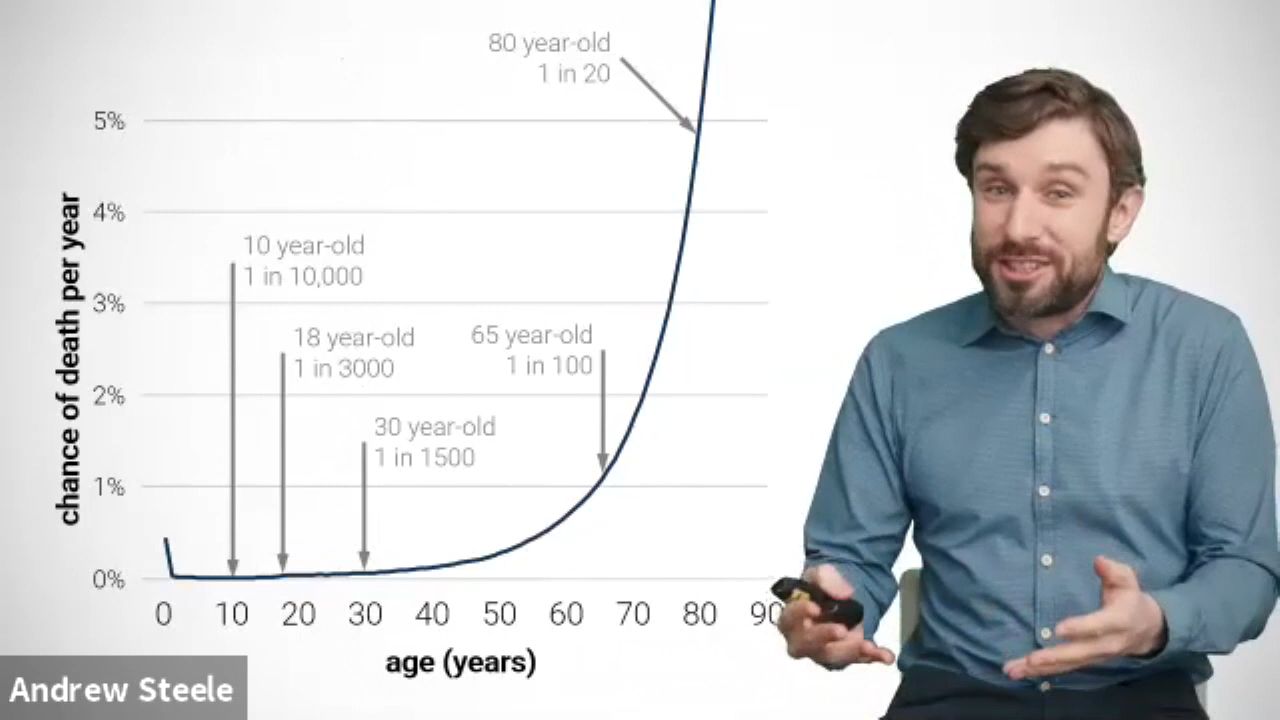 80 year-old
1 in 20
5%
4%
10 year-old
1 in 10,000
3%
18 year-old
1 in 3000
65 year-old
1 in 100
2%
30 year-old
1 in 1500
1%
0%
chance of death per year
0 10 20 30 40 50 60 70 80 90
age (years)
Andrew Steele